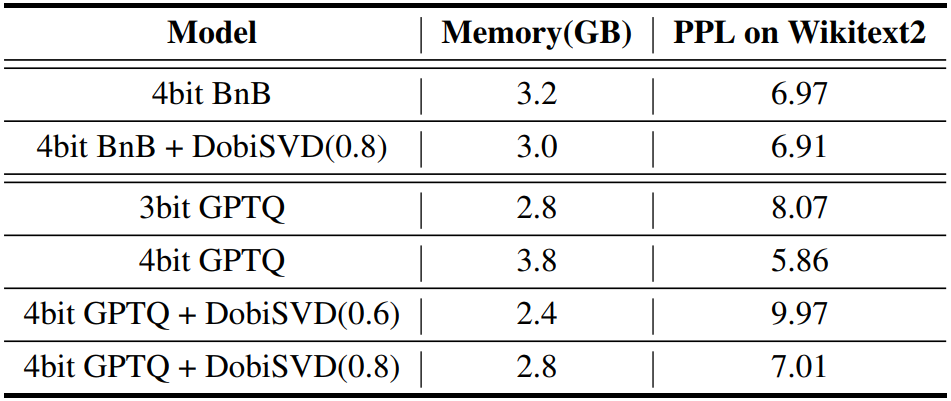 Model Memory(GB) PPL on Wikitext2
4bit BnB 3.2 6.97
4bit BnB + DobiSVD(0.8) 3.0 6.91
3bit GPTQ 2.8 8.07
4bit GPTQ 3.8 5.86
4bit GPTQ + DobiSVD(0.6) 2.4 9.97
4bit GPTQ + DobiSVD(0.8) 2.8 7.01